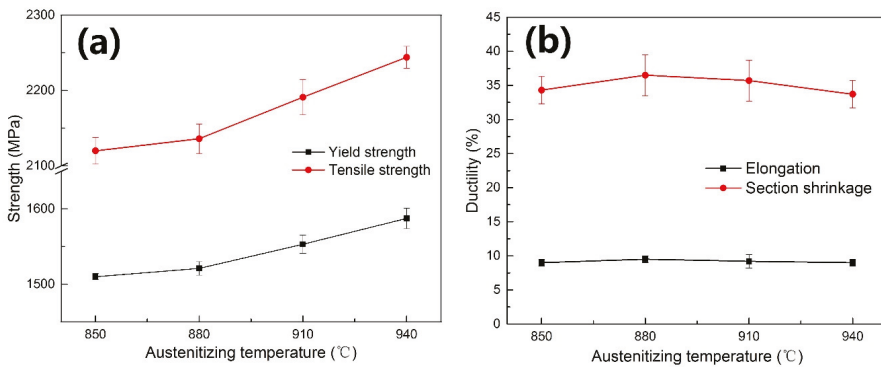 (a)
2300
2200
2100
1600
1500
850
880
910
940
Strength (MPa)
Austenitizing temperature (℃)
Yield strength
Tensile strength
(b)
45
40
35
30
25
20
15
10
5
0
850
880
910
940
Ductility (%)
Austenitizing temperature (℃)
Elongation
Section shrinkage